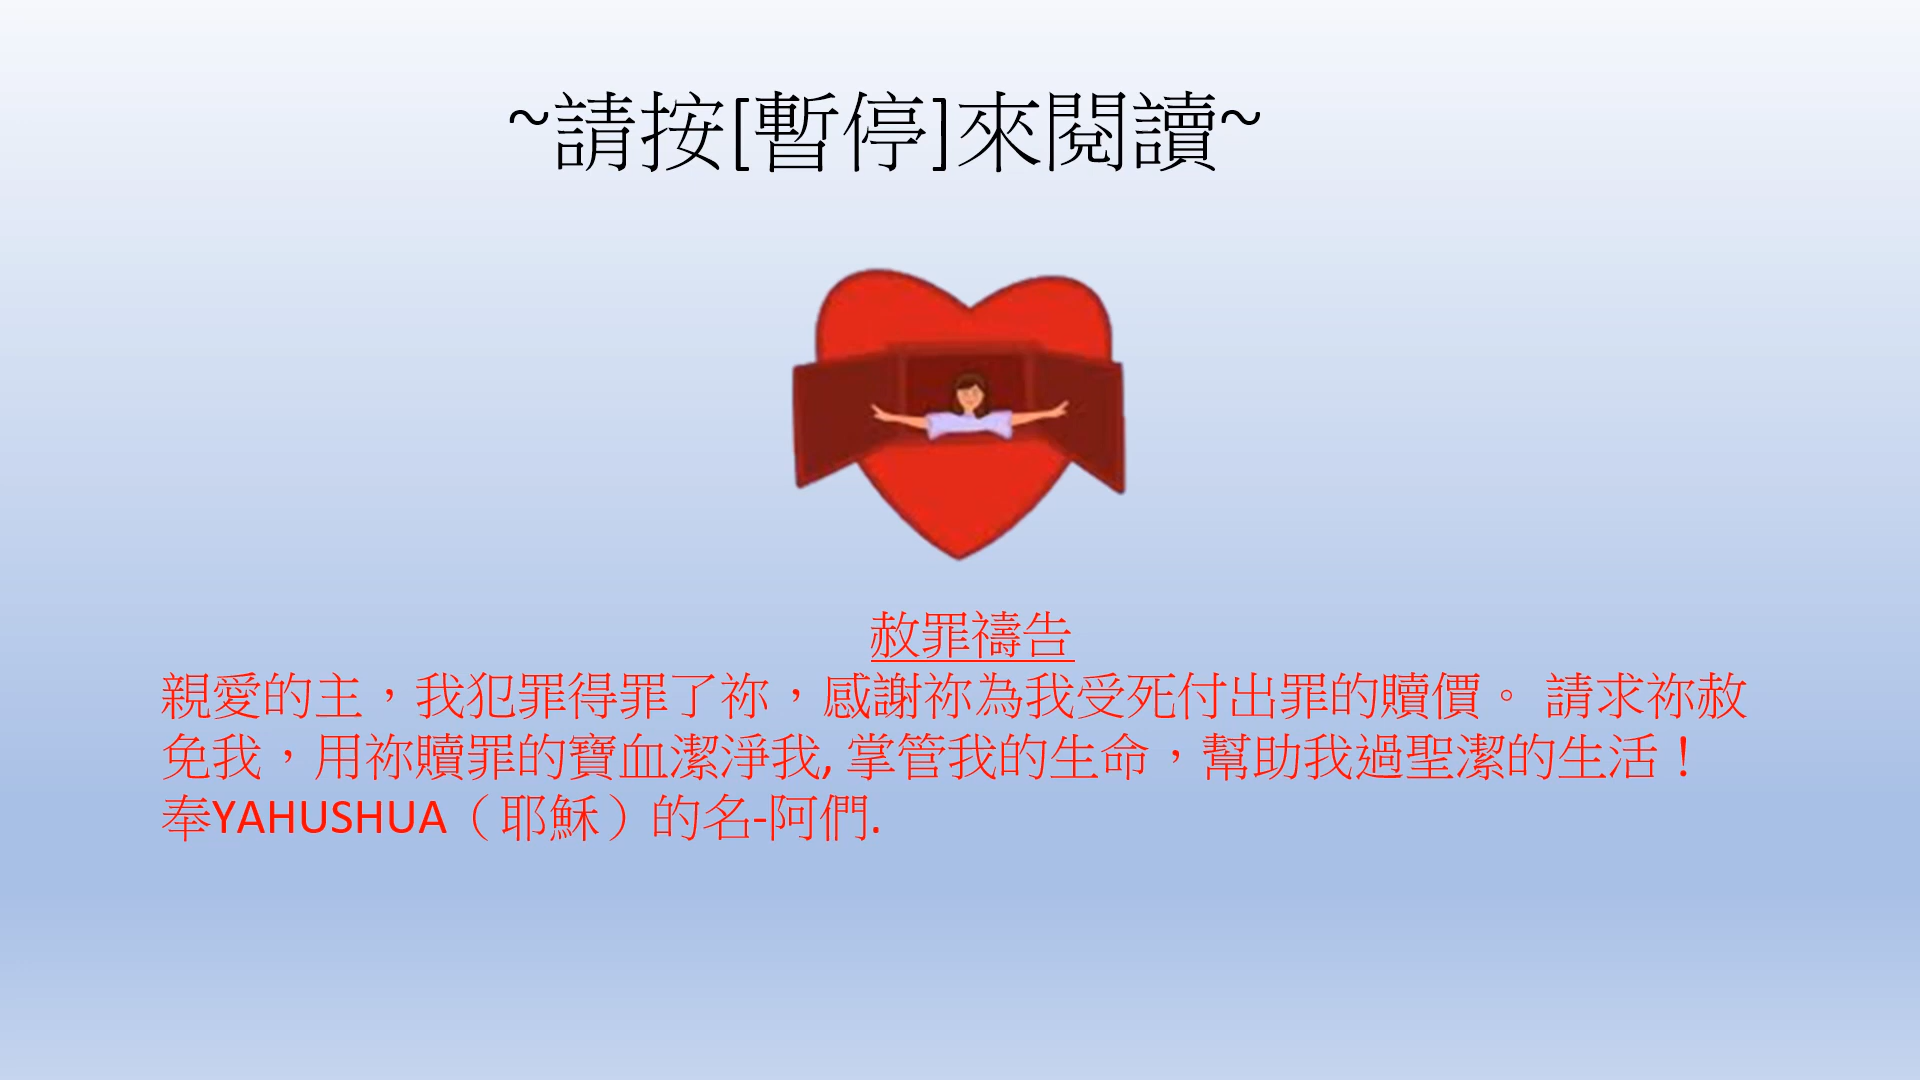 ~請按[暫停]來閱讀~
赦罪禱告
親愛的主，我犯罪得罪了祢，感謝祢為我受死付出罪的贖價。 請求祢赦
免我，用祢贖罪的寶血潔淨我, 掌管我的生命，幫助我過聖潔的生活！
奉YAHUSHUA（耶穌）的名-阿們.